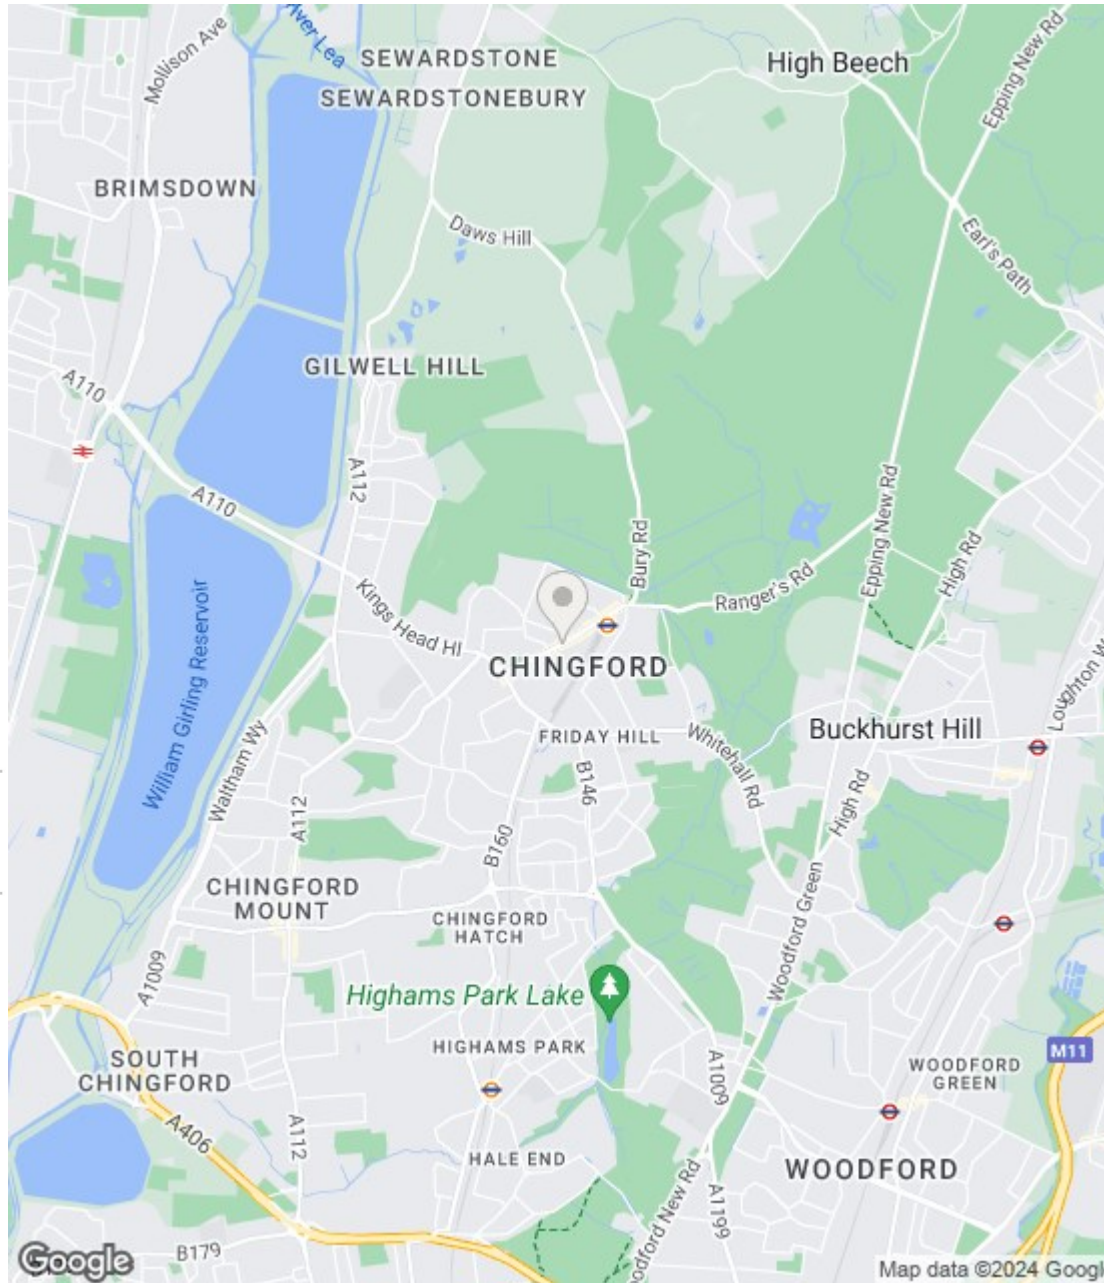 River Lea
Mollison Ave
SEWARDSTONE
SEWARDSTONEBURY
High Beech
Epping New Rd
BRIMSDOWN
Daws Hill
Earl's Path
GILWELL HILL
A110
A112
A110
Bury Rd
Epping New Rd
High Rd
Ranger's Rd
Kings Head Hl
CHINGFORD
William Girling Reservoir
Loughton W
Buckhurst Hill
FRIDAY HILL
Whitehall Rd
Waltham Wy
B146
A112
High Rd
B160
CHINGFORD
MOUNT
CHINGFORD
HATCH
Woodford Green
A1009
Highams Park Lake
HIGHAMS PARK
M11
SOUTH
CHINGFORD
A1009
WOODFORD
GREEN
A406
A112
HALE END
WOODFORD
odford New Rd
A1199
B179
Google
Map data ©2024 Googl